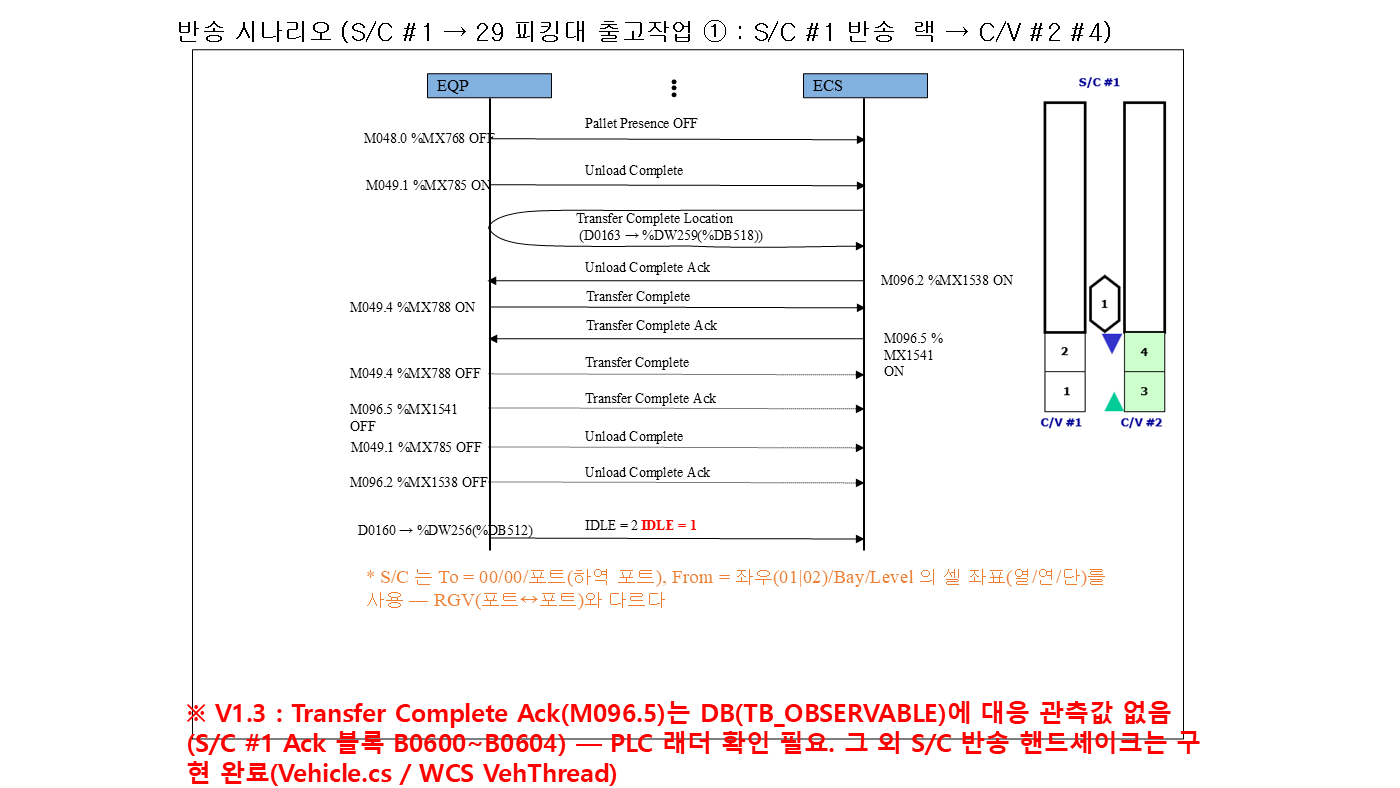 반송 시나리오 (S/C #1 → 29 피킹대 출고작업 ① : S/C #1 반송 랙 → C/V #2 #4)
EQP
ECS
S/C #1
Pallet Presence OFF
M048.0 %MX768 OFF
Unload Complete
M049.1 %MX785 ON
Transfer Complete Location
(D0163 → %DW259(%DB518))
Unload Complete Ack
M096.2 %MX1538 ON
Transfer Complete
M049.4 %MX788 ON
Transfer Complete Ack
M096.5 %
MX1541
ON
Transfer Complete
M049.4 %MX788 OFF
Transfer Complete Ack
M096.5 %MX1541
OFF
Unload Complete
M049.1 %MX785 OFF
Unload Complete Ack
M096.2 %MX1538 OFF
IDLE = 2 IDLE = 1
D0160 → %DW256(%DB512)
1
2
4
1
3
C/V #1
C/V #2
* S/C 는 To = 00/00/포트(하역 포트), From = 좌우(01|02)/Bay/Level 의 셀 좌표(열/연/단)를
사용 — RGV(포트↔포트)와 다르다
※ V1.3 : Transfer Complete Ack(M096.5)는 DB(TB_OBSERVABLE)에 대응 관측값 없음
(S/C #1 Ack 블록 B0600~B0604) — PLC 래더 확인 필요. 그 외 S/C 반송 핸드셰이크는 구
현 완료(Vehicle.cs / WCS VehThread)